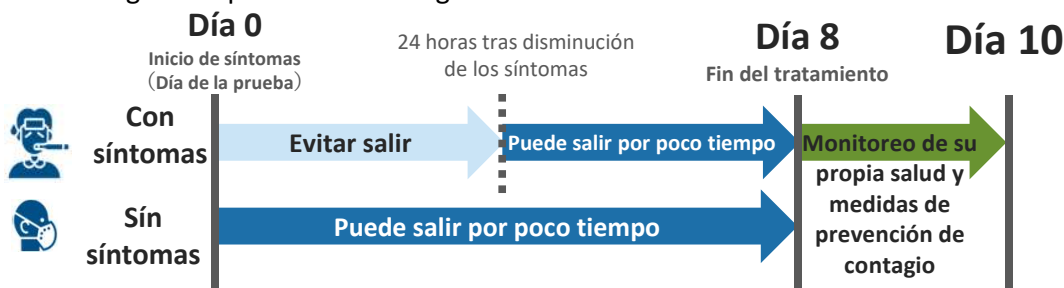 Día 0
Inicio de síntomas
(Día de la prueba)
24 horas tras disminución
de los síntomas
Día 8
Fin del tratamiento
Día 10
Con
síntomas
Evitar salir
Puede salir por poco tiempo
Monitoreo de su
propia salud y
medidas de
prevención de
contagio
Sín
síntomas
Puede salir por poco tiempo